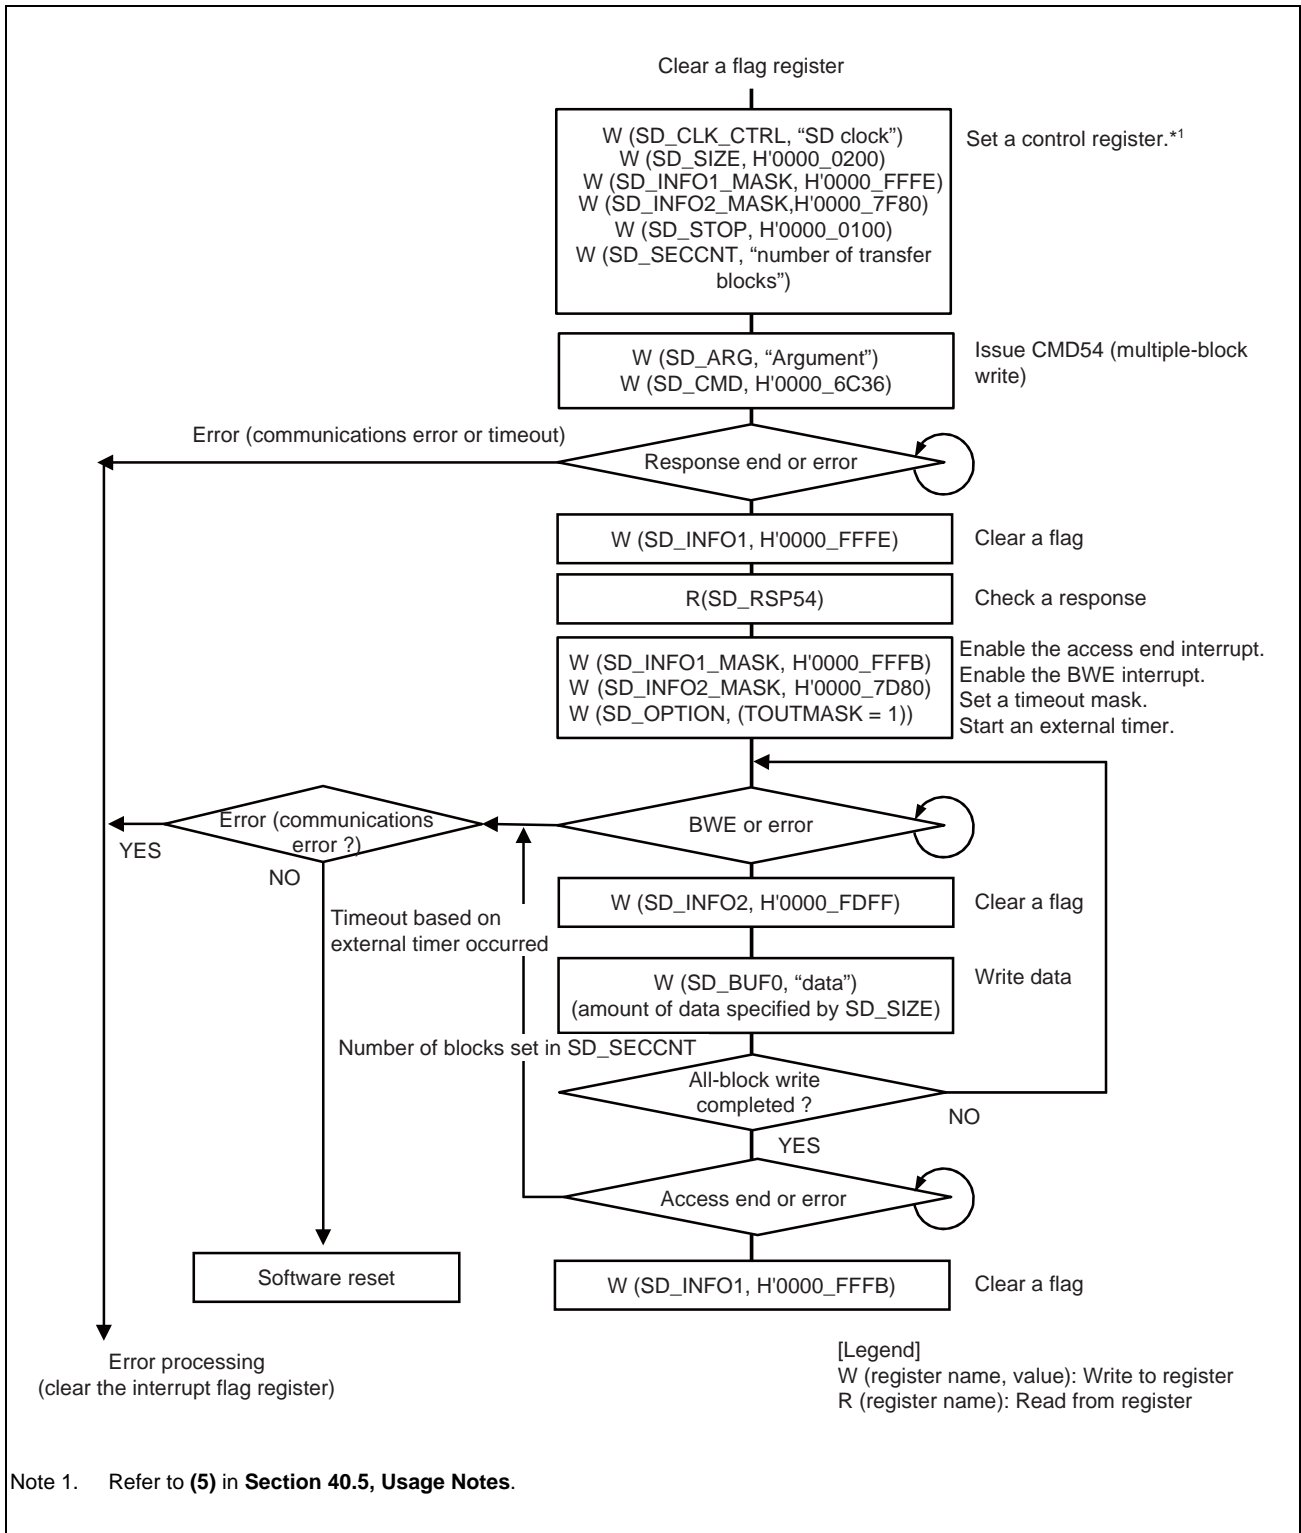 Clear a flag register
W (SD_CLK_CTRL, “SD clock”)
W (SD_SIZE, H'0000_0200)
W (SD_INFO1_MASK, H'0000_FFFE)
W (SD_INFO2_MASK,H'0000_7F80)
W (SD_STOP, H'0000_0100)
W (SD_SECCNT, “number of transfer
blocks”)
Set a control register.*1
W (SD_ARG, “Argument”)
W (SD_CMD, H'0000_6C36)
Issue CMD54 (multiple-block
write)
Error (communications error or timeout)
Response end or error
W (SD_INFO1, H'0000_FFFE)
Clear a flag
R(SD_RSP54)
Check a response
W (SD_INFO1_MASK, H'0000_FFFB)
W (SD_INFO2_MASK, H'0000_7D80)
W (SD_OPTION, (TOUTMASK = 1))
Enable the access end interrupt.
Enable the BWE interrupt.
Set a timeout mask.
Start an external timer.
Error (communications
error ?)
YES
NO
BWE or error
W (SD_INFO2, H'0000_FDFF)
Clear a flag
Timeout based on
external timer occurred
W (SD_BUF0, “data”)
(amount of data specified by SD_SIZE)
Write data
Number of blocks set in SD_SECCNT
All-block write
completed ?
NO
YES
Access end or error
Software reset
W (SD_INFO1, H'0000_FFFB)
Clear a flag
Error processing
(clear the interrupt flag register)
[Legend]
W (register name, value): Write to register
R (register name): Read from register
Note 1. Refer to (5) in Section 40.5, Usage Notes.